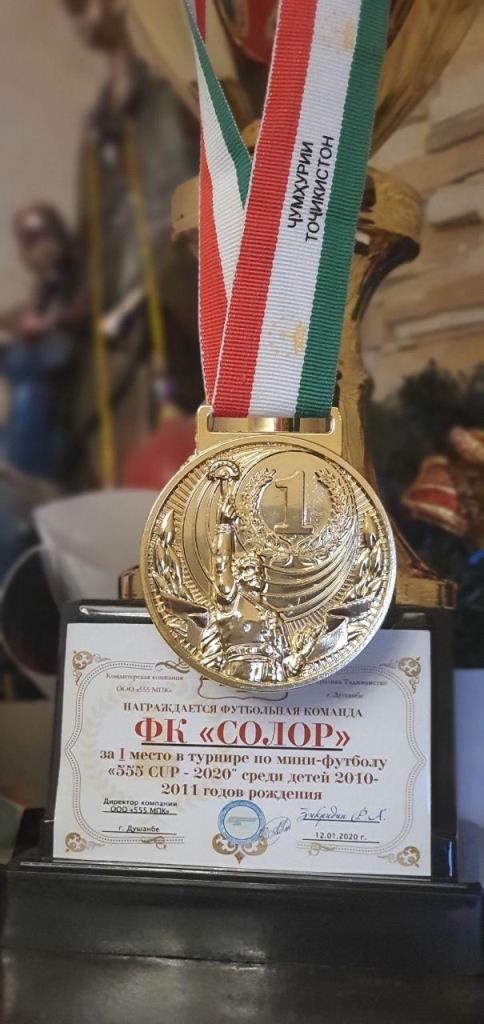 ҶУМҲУРИИ
ТОҶИКИСТОН
1
Кондитерская компания
ООО «555 МПК»
г. Душанбе
НАГРАЖДАЕТСЯ ФУТБОЛЬНАЯ КОМАНДА
ФК «СОЛОР»
за I место в турнире по мини-футболу
«555 CUP - 2020" среди детей 2010-
2011 годов рождения
Директор компании
ООО «555 МПК»
г. Душанбе
12.01.2020 г.